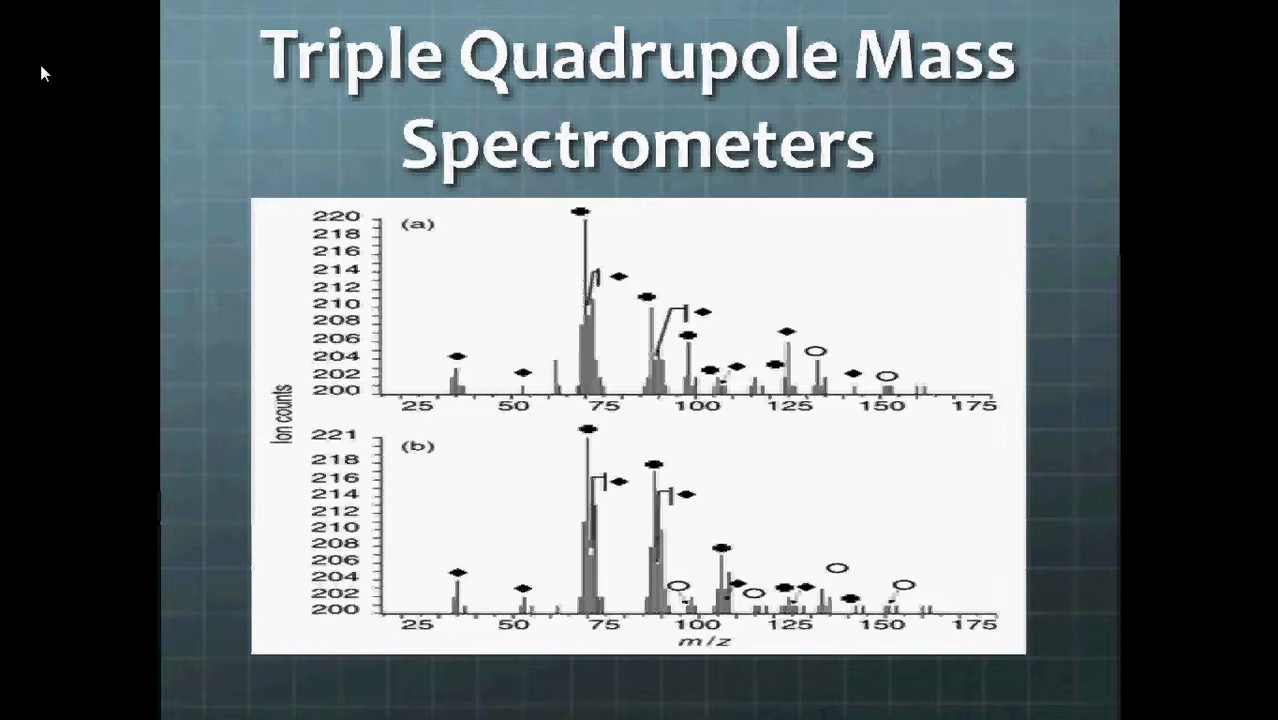 Triple Quadrupole Mass
Spectrometers
(a)
220
218
216
214
212
210
208
206
204
202
200
25 50 75 100 125 150 175
Ion counts
(b)
221
218
216
214
212
210
208
206
204
202
200
25 50 75 100 125 150 175
m/z